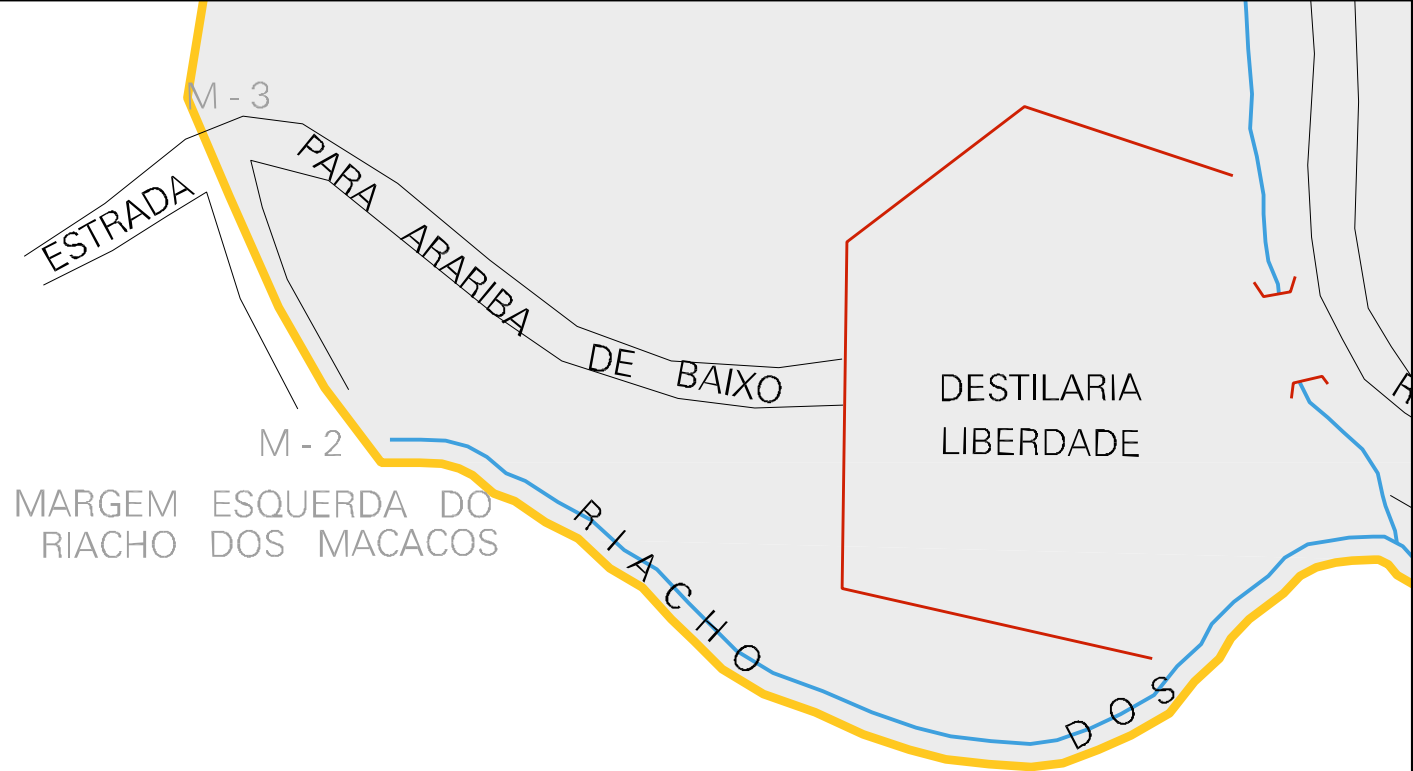 M - 3
ESTRADA PARA ARARIBA DE BAIXO
DESTILARIA
LIBERDADE
M - 2
MARGEM ESQUERDA DO
RIACHO DOS MACACOS
RIACHO DOS
R